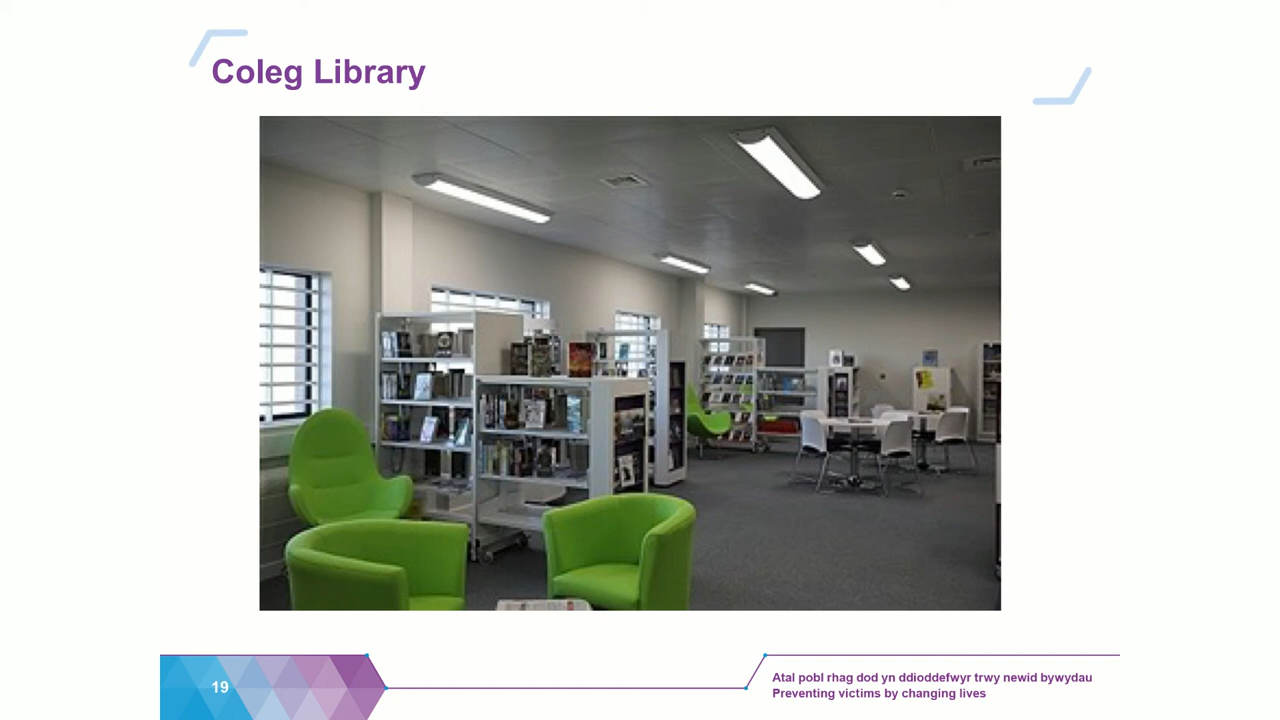 Coleg Library
19
Atal pobl rhag dod yn ddioddefwyr trwy newid bywydau
Preventing victims by changing lives